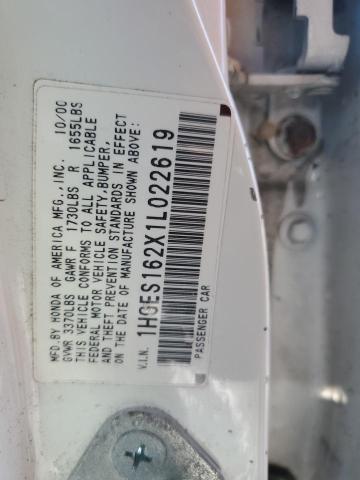 MFD.BY HONDA OF AMERICA MFG.,INC. 10/00
GVWR 3370LBS GAWR F 1730LBS R 1655LBS
THIS VEHICLE CONFORMS TO ALL APPLICABLE
FEDERAL MOTOR VEHICLE SAFETY,BUMPER,
AND THEFT PREVENTION STANDARDS IN EFFECT
ON THE DATE OF MANUFACTURE SHOWN ABOVE:
V.I.N. 1HGES162X1L022619
PASSENGER CAR